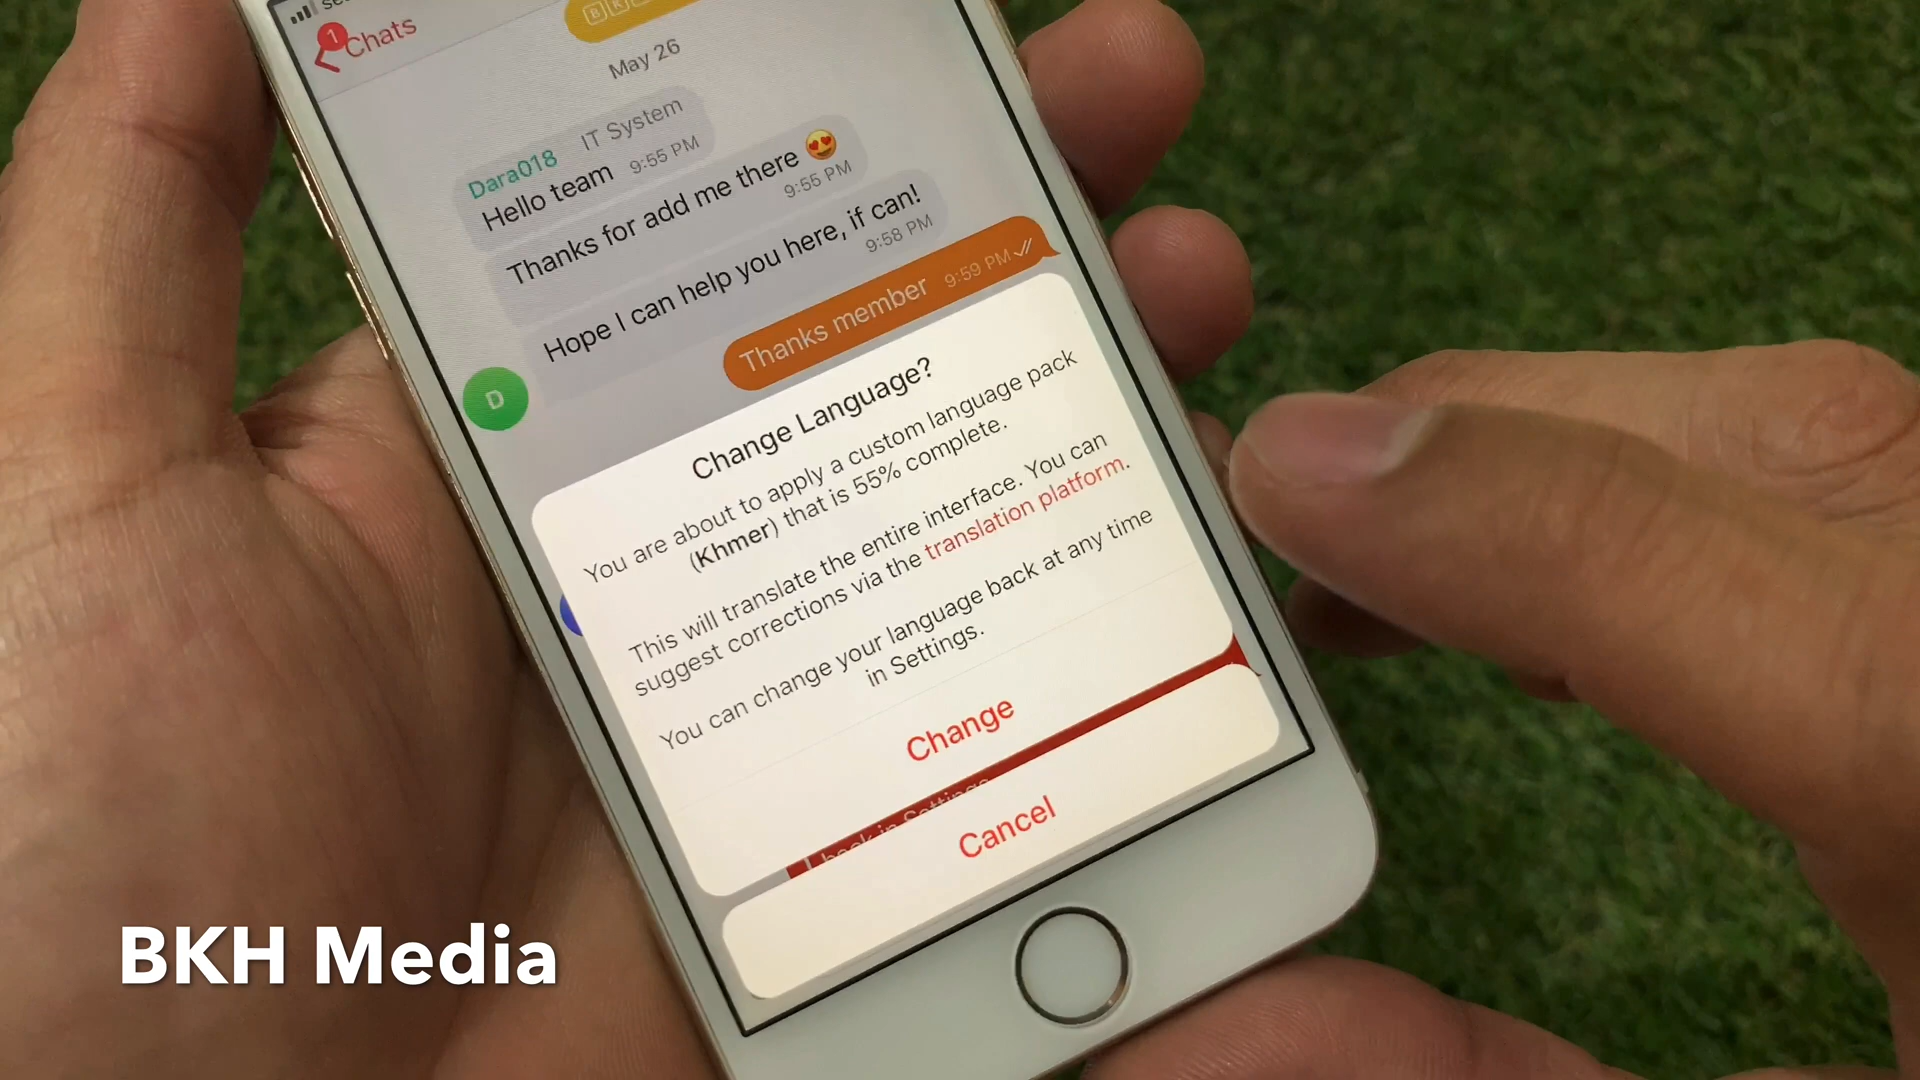 1
Chats
May 26
Dara018 IT System
Hello team 9:55 PM
Thanks for add me there 😍
9:55 PM
Hope I can help you here, if can!
9:58 PM
Thanks member 9:59 PM
D
Change Language?
You are about to apply a custom language pack
(Khmer) that is 55% complete.
This will translate the entire interface. You can
suggest corrections via the translation platform.
You can change your language back at any time
in Settings.
Change
back in Settings
Cancel
BKH Media